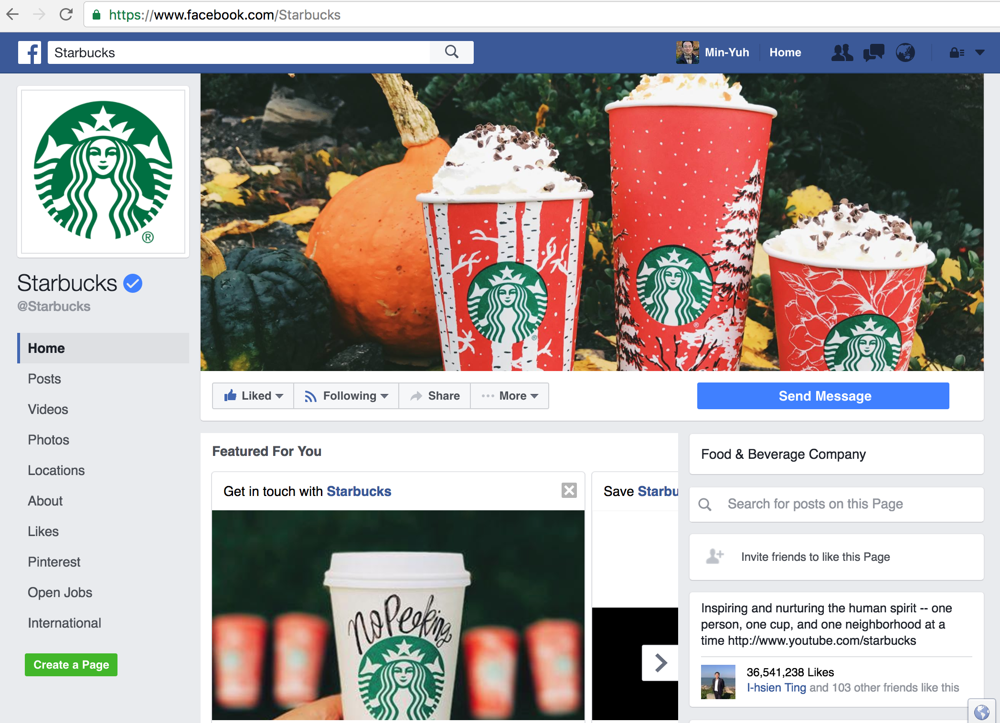 https://www.facebook.com/Starbucks
Starbucks
Min-Yuh
Home
®
Starbucks
@Starbucks
Home
Posts
Videos
Photos
Locations
About
Likes
Pinterest
Open Jobs
International
Create a Page
®
®
Liked
Following
Share
More
Send Message
Featured For You
Get in touch with Starbucks
Save Starbu
No Peeking
Food & Beverage Company
Search for posts on this Page
Invite friends to like this Page
Inspiring and nurturing the human spirit -- one
person, one cup, and one neighborhood at a
time http://www.youtube.com/starbucks
36,541,238 Likes
I-hsien Ting and 103 other friends like this